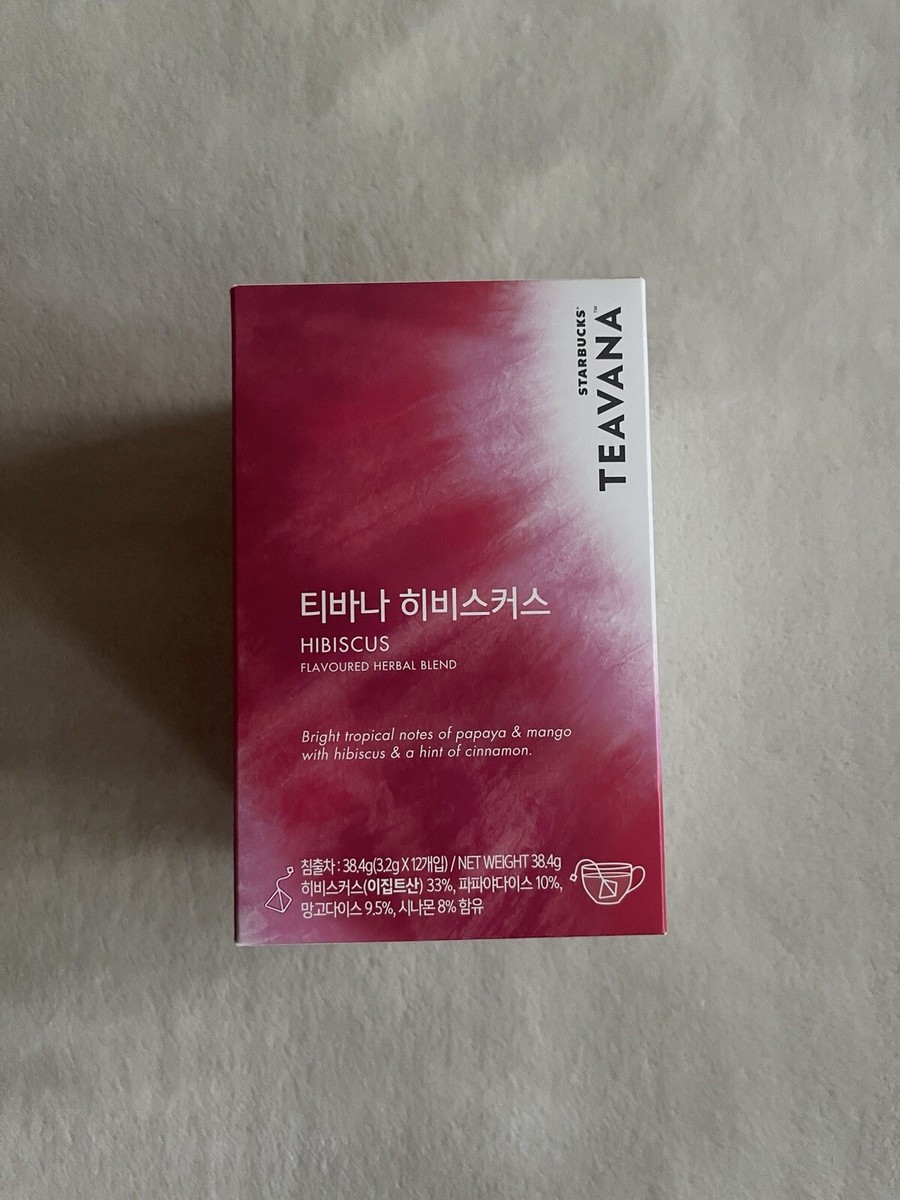 STARBUCKS®
TEAVANA™
티바나 히비스커스
HIBISCUS
FLAVOURED HERBAL BLEND
Bright tropical notes of papaya & mango
with hibiscus & a hint of cinnamon.
침출차 : 38.4g(3.2g X 12개입) / NET WEIGHT 38.4g
히비스커스(이집트산) 33%, 파파야다이스 10%,
망고다이스 9.5%, 시나몬 8% 함유